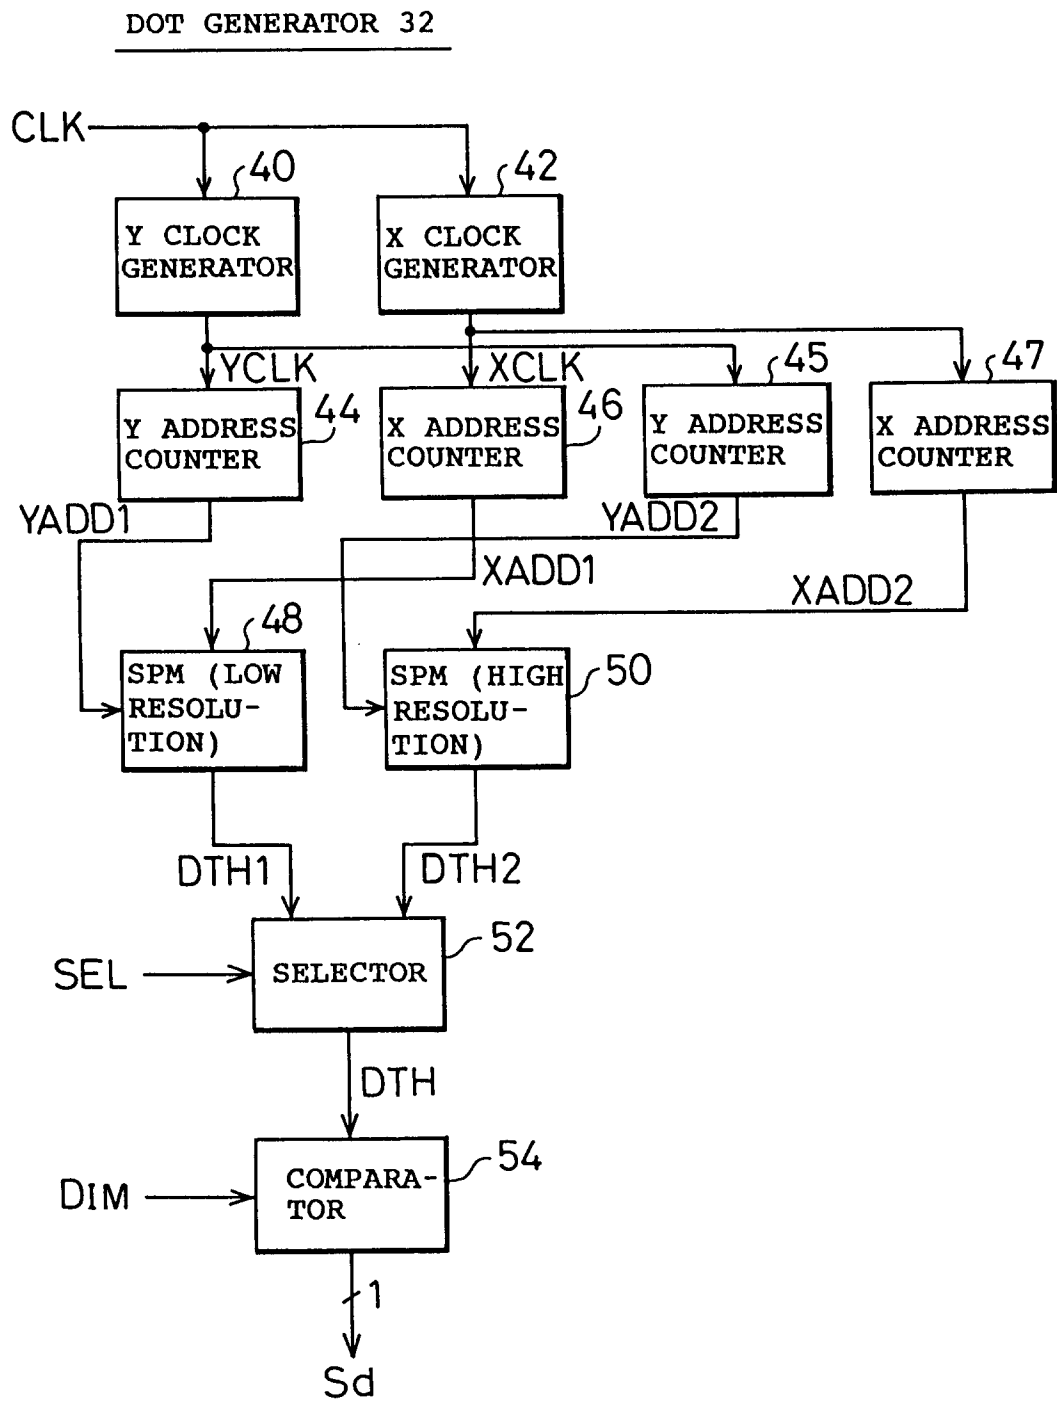 DOT GENERATOR 32
CLK
40
42
Y CLOCK
GENERATOR
X CLOCK
GENERATOR
YCLK
XCLK
45
47
44
46
Y ADDRESS
COUNTER
X ADDRESS
COUNTER
Y ADDRESS
COUNTER
X ADDRESS
COUNTER
YADD1
YADD2
XADD1
XADD2
48
50
SPM (LOW
RESOLU-
TION)
SPM (HIGH
RESOLU-
TION)
DTH1
DTH2
52
SEL
SELECTOR
DTH
54
DIM
COMPARA-
TOR
1
Sd